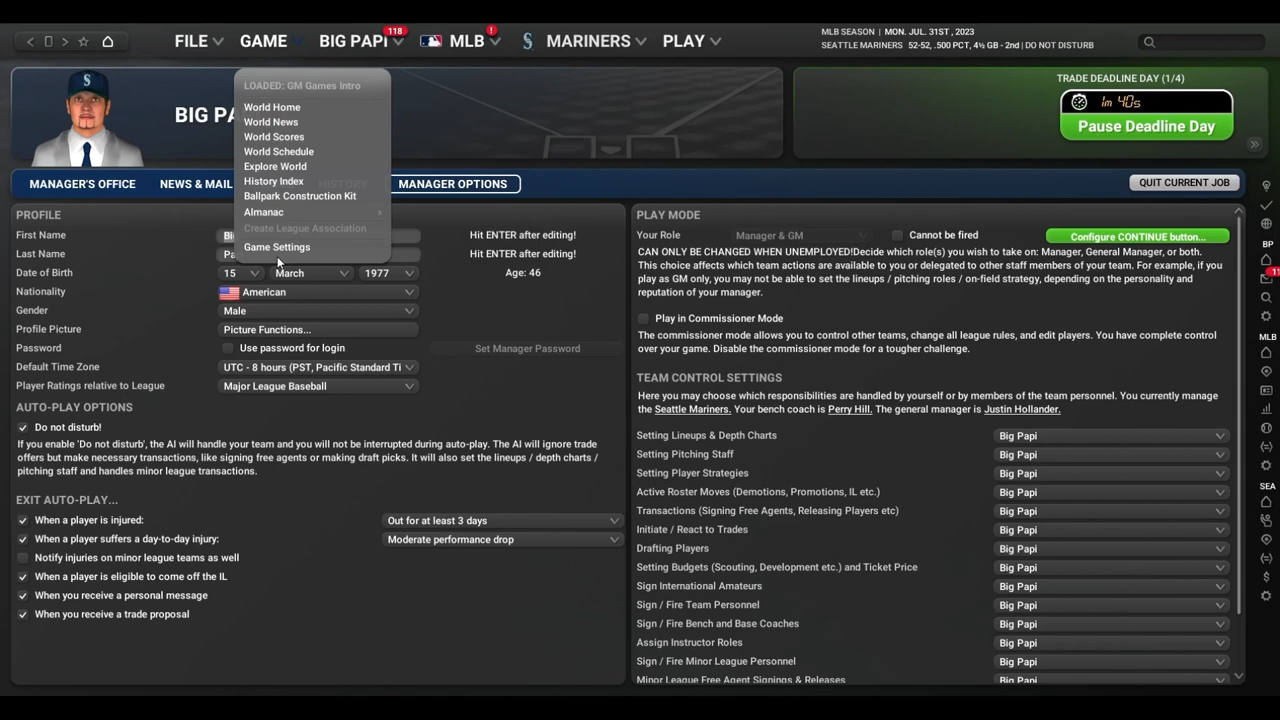 FILE GAME BIG PAPI 118 MLB ! MARINERS PLAY
MLB SEASON | MON. JUL. 31ST , 2023
SEATTLE MARINERS 52-52, .500 PCT, 4½ GB - 2nd | DO NOT DISTURB
BIG PA
LOADED: GM Games Intro
World Home
World News
World Scores
World Schedule
Explore World
History Index
Ballpark Construction Kit
Almanac
Create League Association
Game Settings
TRADE DEADLINE DAY (1/4)
1m 40s
Pause Deadline Day
MANAGER'S OFFICE NEWS & MAIL HISTORY MANAGER OPTIONS QUIT CURRENT JOB
PROFILE
First Name Bi Hit ENTER after editing!
Last Name Pa Hit ENTER after editing!
Date of Birth 15 March 1977 Age: 46
Nationality American
Gender Male
Profile Picture Picture Functions...
Password Use password for login Set Manager Password
Default Time Zone UTC - 8 hours (PST, Pacific Standard Ti
Player Ratings relative to League Major League Baseball
AUTO-PLAY OPTIONS
Do not disturb!
If you enable 'Do not disturb', the AI will handle your team and you will not be interrupted during auto-play. The AI will ignore trade
offers but make necessary transactions, like signing free agents or making draft picks. It will also set the lineups / depth charts /
pitching staff and handles minor league transactions.
EXIT AUTO-PLAY...
When a player is injured: Out for at least 3 days
When a player suffers a day-to-day injury: Moderate performance drop
Notify injuries on minor league teams as well
When a player is eligible to come off the IL
When you receive a personal message
When you receive a trade proposal
PLAY MODE
Your Role Manager & GM Cannot be fired Configure CONTINUE button...
CAN ONLY BE CHANGED WHEN UNEMPLOYED!Decide which role(s) you wish to take on: Manager, General Manager, or both.
This choice affects which team actions are available to you or delegated to other staff members of your team. For example, if you
play as GM only, you may not be able to set the lineups / pitching roles / on-field strategy, depending on the personality and
reputation of your manager.
Play in Commissioner Mode
The commissioner mode allows you to control other teams, change all league rules, and edit players. You have complete control
over your game. Disable the commissioner mode for a tougher challenge.
TEAM CONTROL SETTINGS
Here you may choose which responsibilities are handled by yourself or by members of the team personnel. You currently manage
the Seattle Mariners. Your bench coach is Perry Hill. The general manager is Justin Hollander.
Setting Lineups & Depth Charts Big Papi
Setting Pitching Staff Big Papi
Setting Player Strategies Big Papi
Active Roster Moves (Demotions, Promotions, IL etc.) Big Papi
Transactions (Signing Free Agents, Releasing Players etc) Big Papi
Initiate / React to Trades Big Papi
Drafting Players Big Papi
Setting Budgets (Scouting, Development etc.) and Ticket Price Big Papi
Sign International Amateurs Big Papi
Sign / Fire Team Personnel Big Papi
Sign / Fire Bench and Base Coaches Big Papi
Assign Instructor Roles Big Papi
Sign / Fire Minor League Personnel Big Papi
Minor League Free Agent Signings & Releases Big Papi
BP
11
MLB
SEA